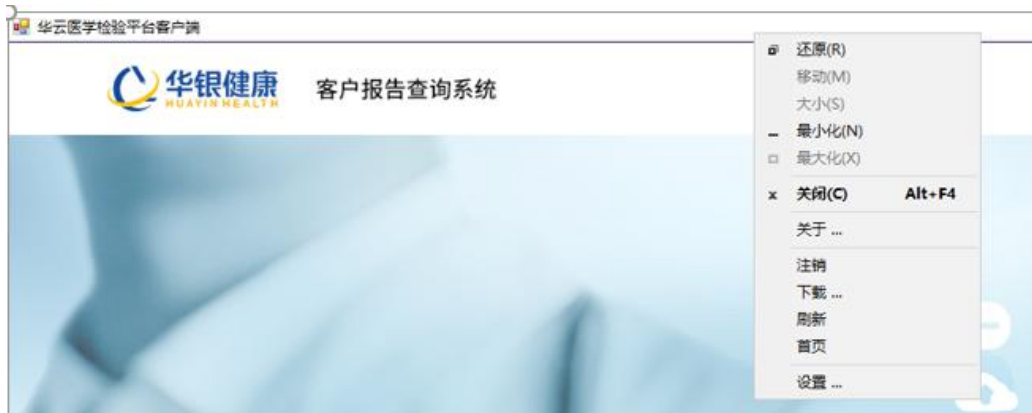 华云医学检验平台客户端
华银健康
HUAYIN HEALTH
客户报告查询系统
还原(R)
移动(M)
大小(S)
最小化(N)
最大化(X)
关闭(C) Alt+F4
关于 ...
注销
下载 ...
刷新
首页
设置 ...